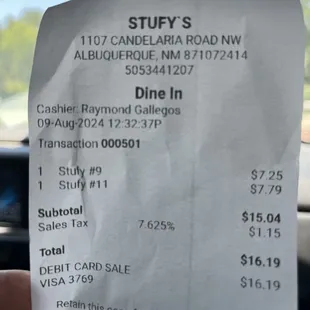 STUFY`S
1107 CANDELARIA ROAD NW
ALBUQUERQUE, NM 871072414
5053441207
Dine In
Cashier: Raymond Gallegos
09-Aug-2024 12:32:37P
Transaction 000501
1 Stufy #9 $7.25
1 Stufy #11 $7.79
Subtotal $15.04
Sales Tax 7.625% $1.15
Total $16.19
DEBIT CARD SALE $16.19
VISA 3769
Retain this